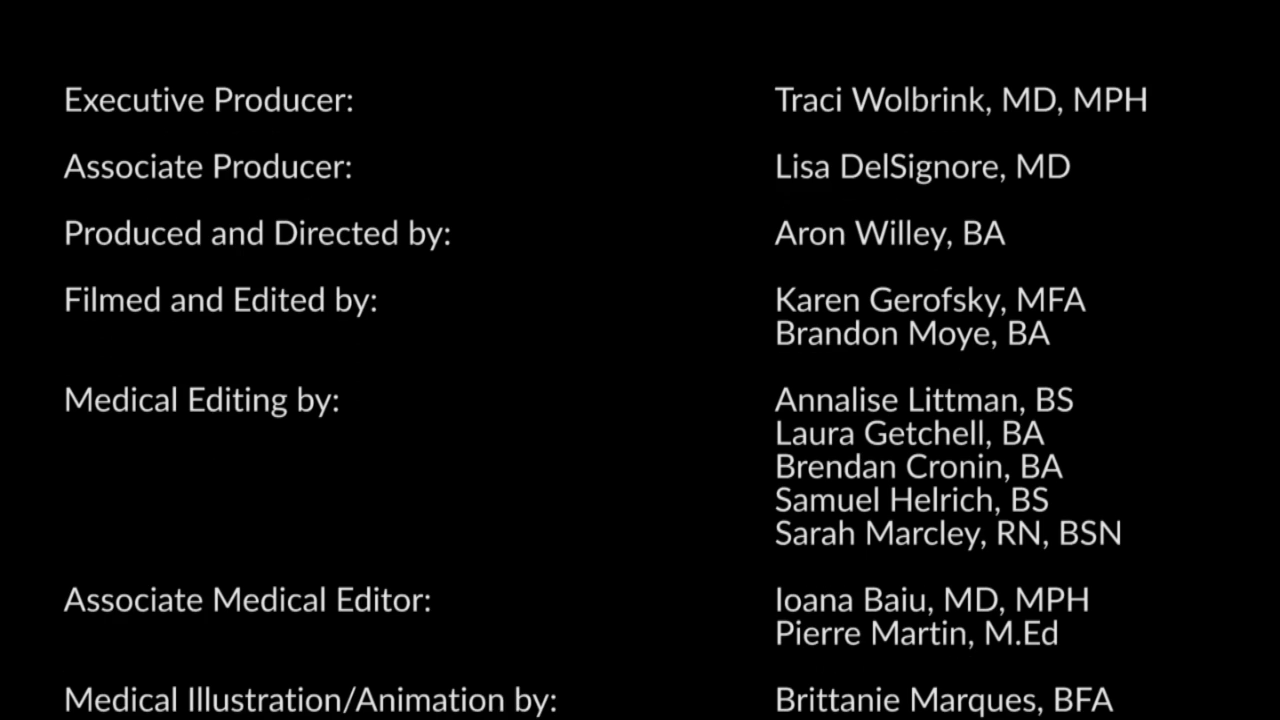 Executive Producer: Traci Wolbrink, MD, MPH
Associate Producer: Lisa DelSignore, MD
Produced and Directed by: Aron Willey, BA
Filmed and Edited by: Karen Gerofsky, MFA
Brandon Moye, BA
Medical Editing by: Annalise Littman, BS
Laura Getchell, BA
Brendan Cronin, BA
Samuel Helrich, BS
Sarah Marcley, RN, BSN
Associate Medical Editor: Ioana Baiu, MD, MPH
Pierre Martin, M.Ed
Medical Illustration/Animation by: Brittanie Marques, BFA